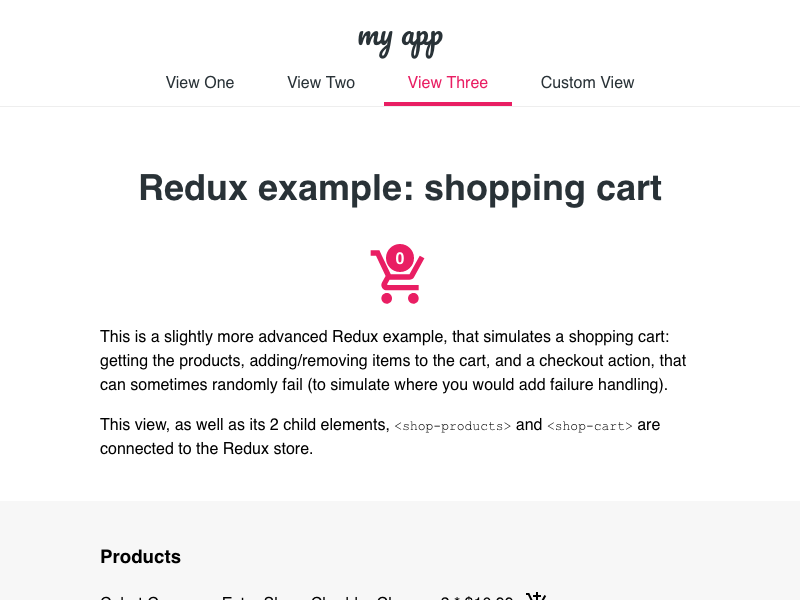 my app
View One View Two View Three Custom View
Redux example: shopping cart
0
This is a slightly more advanced Redux example, that simulates a shopping cart:
getting the products, adding/removing items to the cart, and a checkout action, that
can sometimes randomly fail (to simulate where you would add failure handling).
This view, as well as its 2 child elements, <shop-products> and <shop-cart> are
connected to the Redux store.
Products